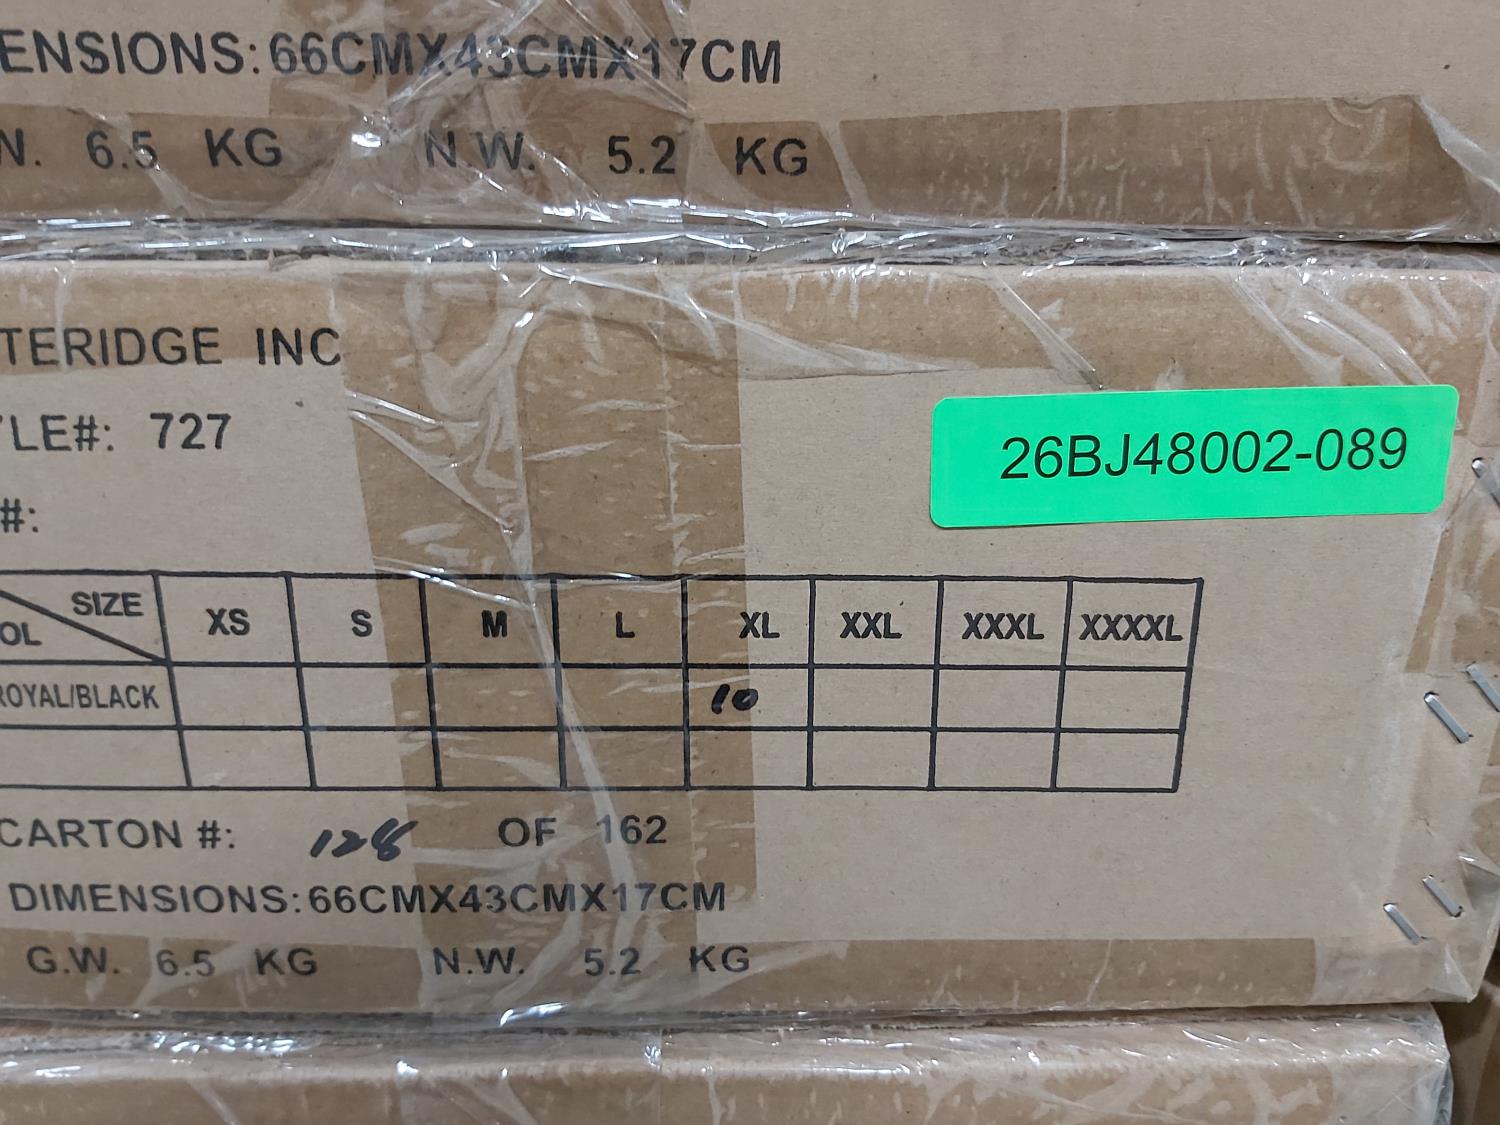 ENSIONS:66CMX43CMX17CM
W. 6.5 KG N.W. 5.2 KG
TERIDGE INC
LE#: 727
26BJ48002-089
#:
SIZE XS S M L XL XXL XXXL XXXXL
OL
ROYAL/BLACK 10
CARTON #: 128 OF 162
DIMENSIONS:66CMX43CMX17CM
G.W. 6.5 KG N.W. 5.2 KG